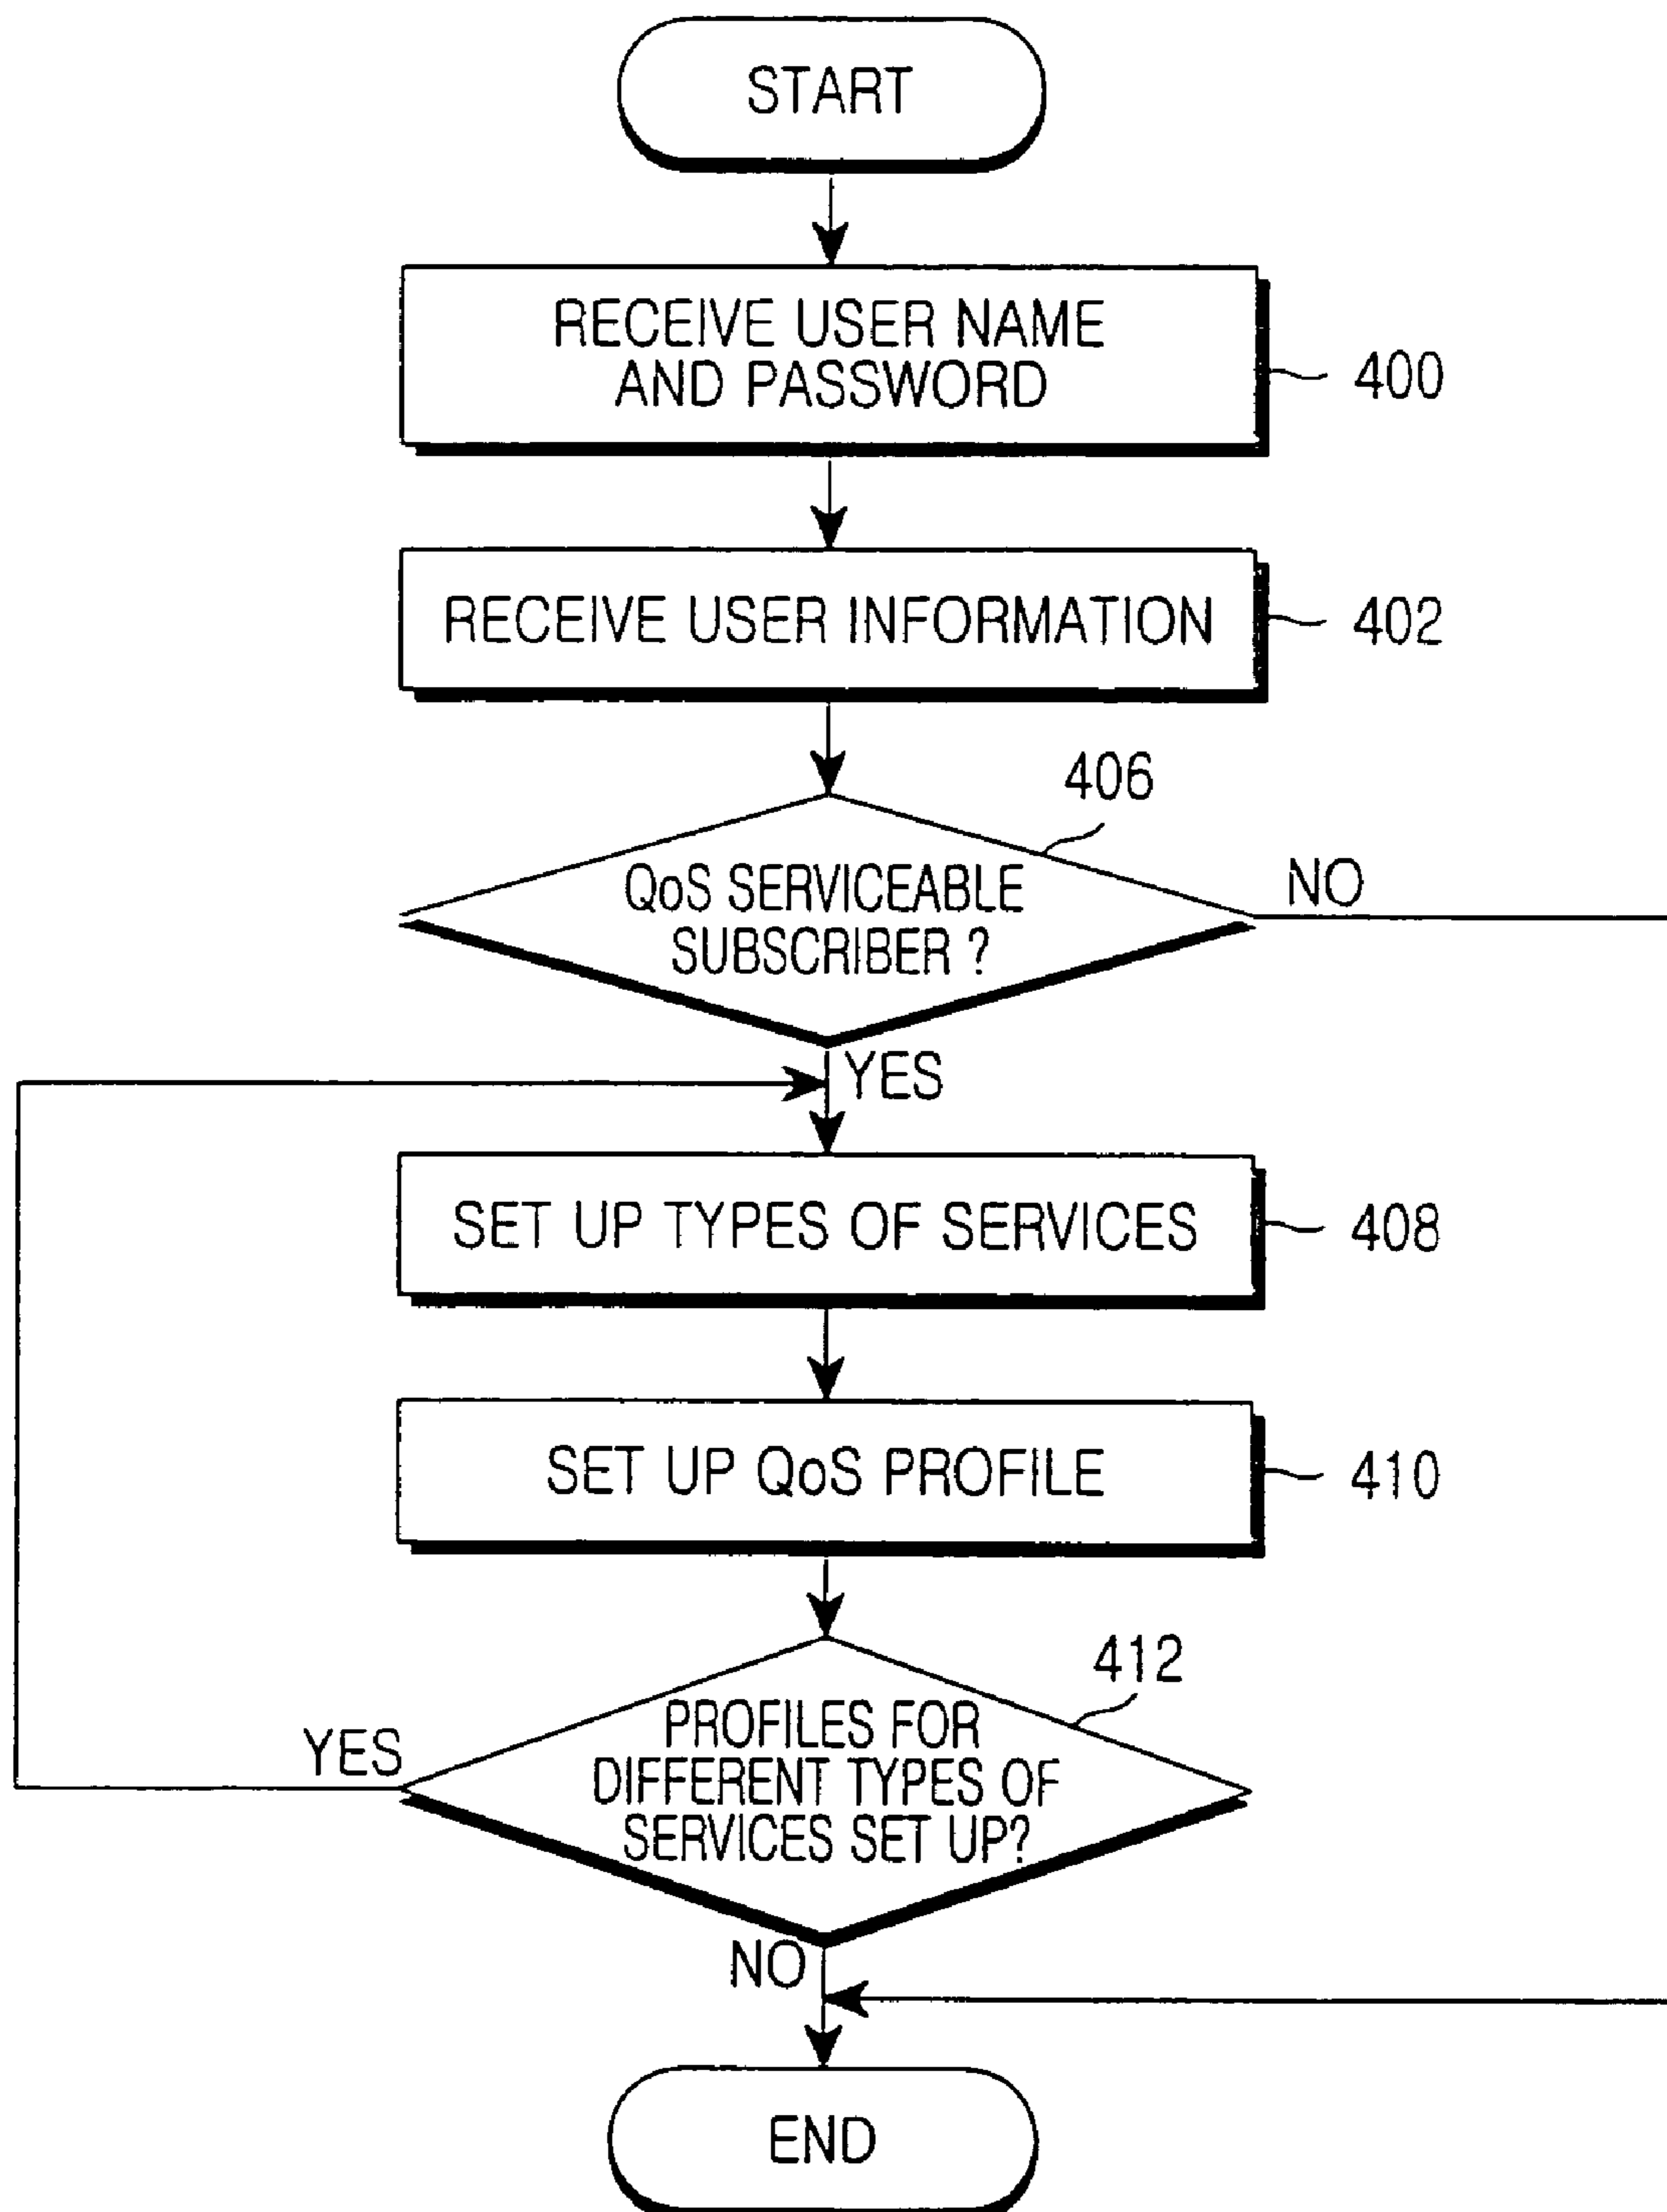 START
RECEIVE USER NAME
AND PASSWORD
400
RECEIVE USER INFORMATION
402
406
QoS SERVICEABLE
SUBSCRIBER ?
NO
YES
SET UP TYPES OF SERVICES
408
SET UP QoS PROFILE
410
412
PROFILES FOR
DIFFERENT TYPES OF
SERVICES SET UP?
YES
NO
END